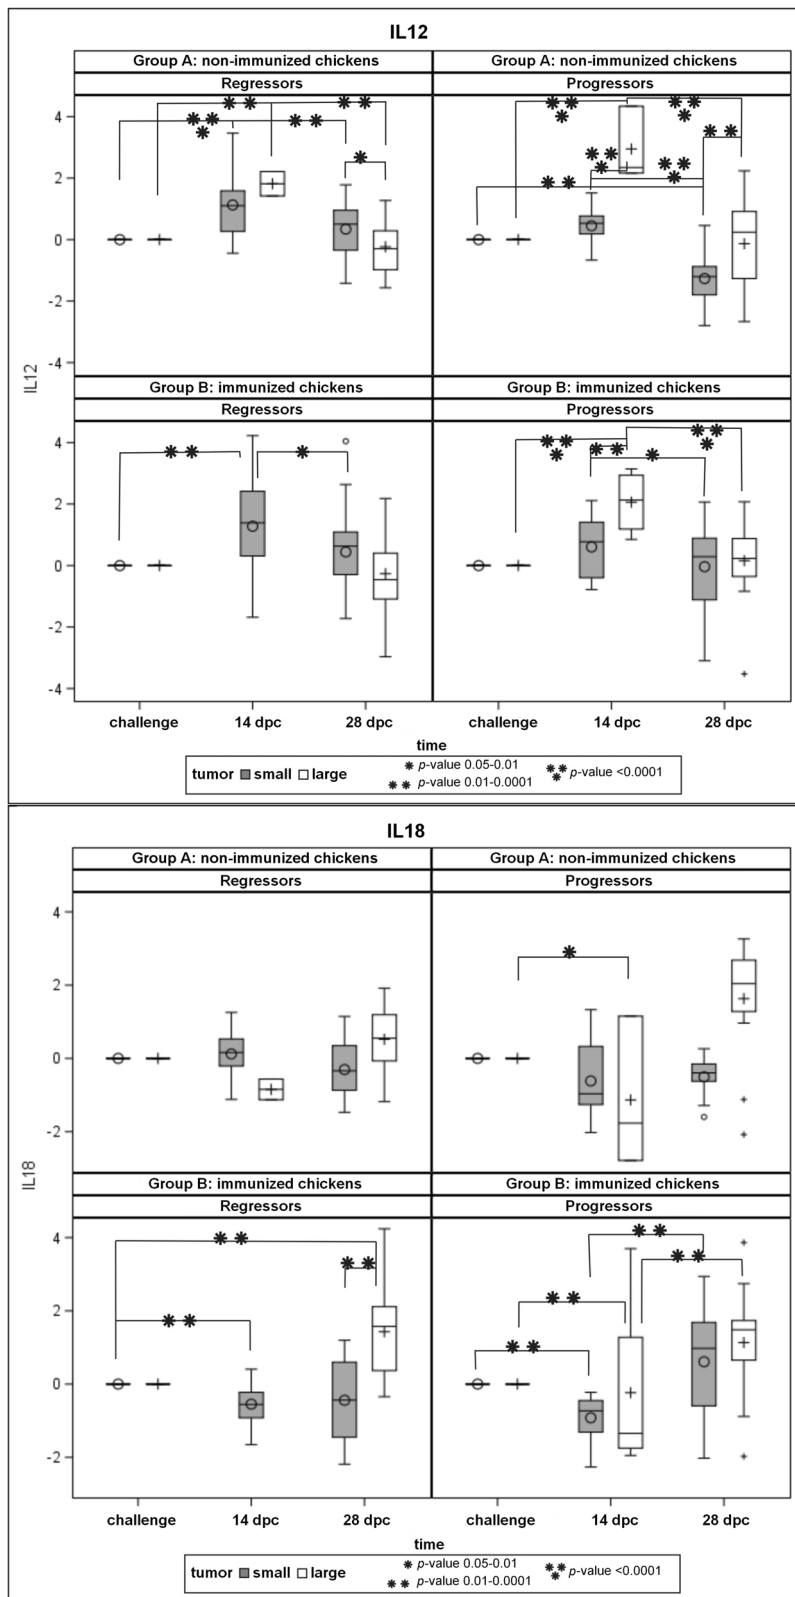 IL12
Group A: non-immunized chickens
Group A: non-immunized chickens
Regressors
Progressors
4
2
0
-2
-4
IL12
Group B: immunized chickens
Group B: immunized chickens
Regressors
Progressors
4
2
0
-2
-4
challenge 14 dpc 28 dpc
challenge 14 dpc 28 dpc
time
tumor small large
* p-value 0.05-0.01
** p-value 0.01-0.0001
*** p-value <0.0001
IL18
Group A: non-immunized chickens
Group A: non-immunized chickens
Regressors
Progressors
4
2
0
-2
IL18
Group B: immunized chickens
Group B: immunized chickens
Regressors
Progressors
4
2
0
-2
challenge 14 dpc 28 dpc
challenge 14 dpc 28 dpc
time
tumor small large
* p-value 0.05-0.01
** p-value 0.01-0.0001
*** p-value <0.0001